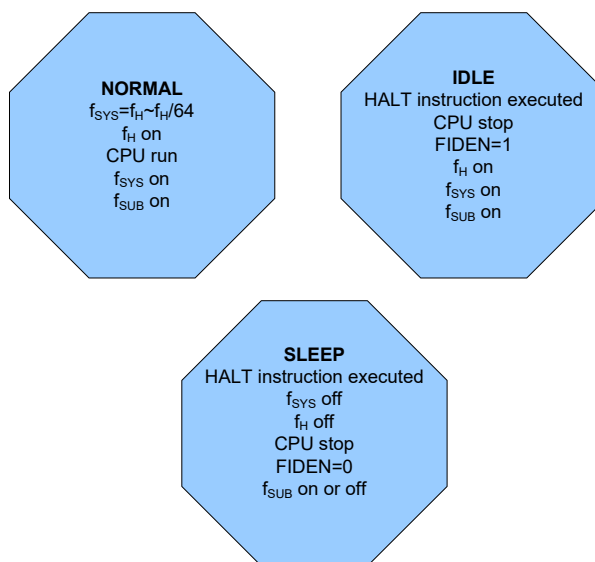 NORMAL
fSYS=fH~fH/64
fH on
CPU run
fSYS on
fSUB on
IDLE
HALT instruction executed
CPU stop
FIDEN=1
fH on
fSYS on
fSUB on
SLEEP
HALT instruction executed
fSYS off
fH off
CPU stop
FIDEN=0
fSUB on or off